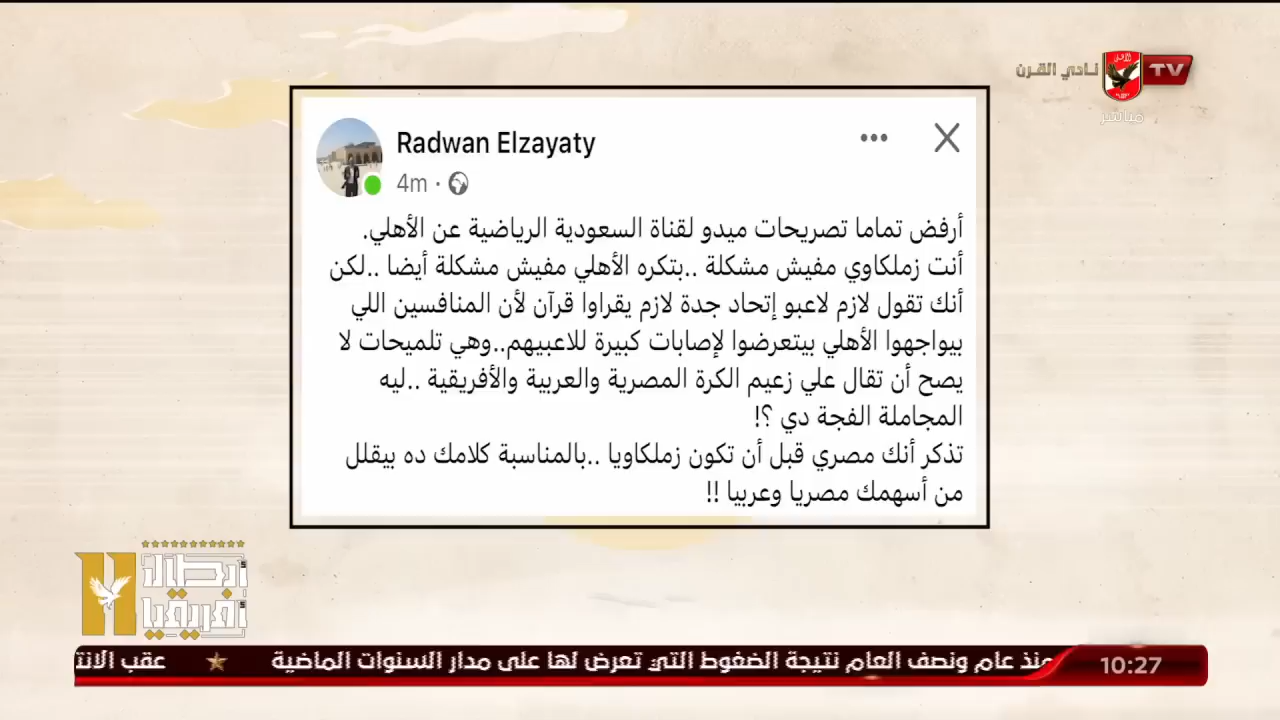 نادي القرن
TV
مباشر
Radwan Elzayaty
4m
أرفض تماما تصريحات ميدو لقناة السعودية الرياضية عن الأهلي.
أنت زملكاوي مفيش مشكلة ..بتكره الأهلي مفيش مشكلة أيضا ..لكن
أنك تقول لازم لاعبو إتحاد جدة لازم يقراوا قرآن لأن المنافسين اللي
بيواجهوا الأهلي بيتعرضوا لإصابات كبيرة للاعبيهم..وهي تلميحات لا
يصح أن تقال علي زعيم الكرة المصرية والعربية والأفريقية ..ليه
المجاملة الفجة دي ؟!
تذكر أنك مصري قبل أن تكون زملكاويا ..بالمناسبة كلامك ده بيقلل
من أسهمك مصريا وعربيا !!
أبطال
أفريقيا
11
منذ عام ونصف العام نتيجة الضغوط التي تعرض لها على مدار السنوات الماضية
عقب
10:27